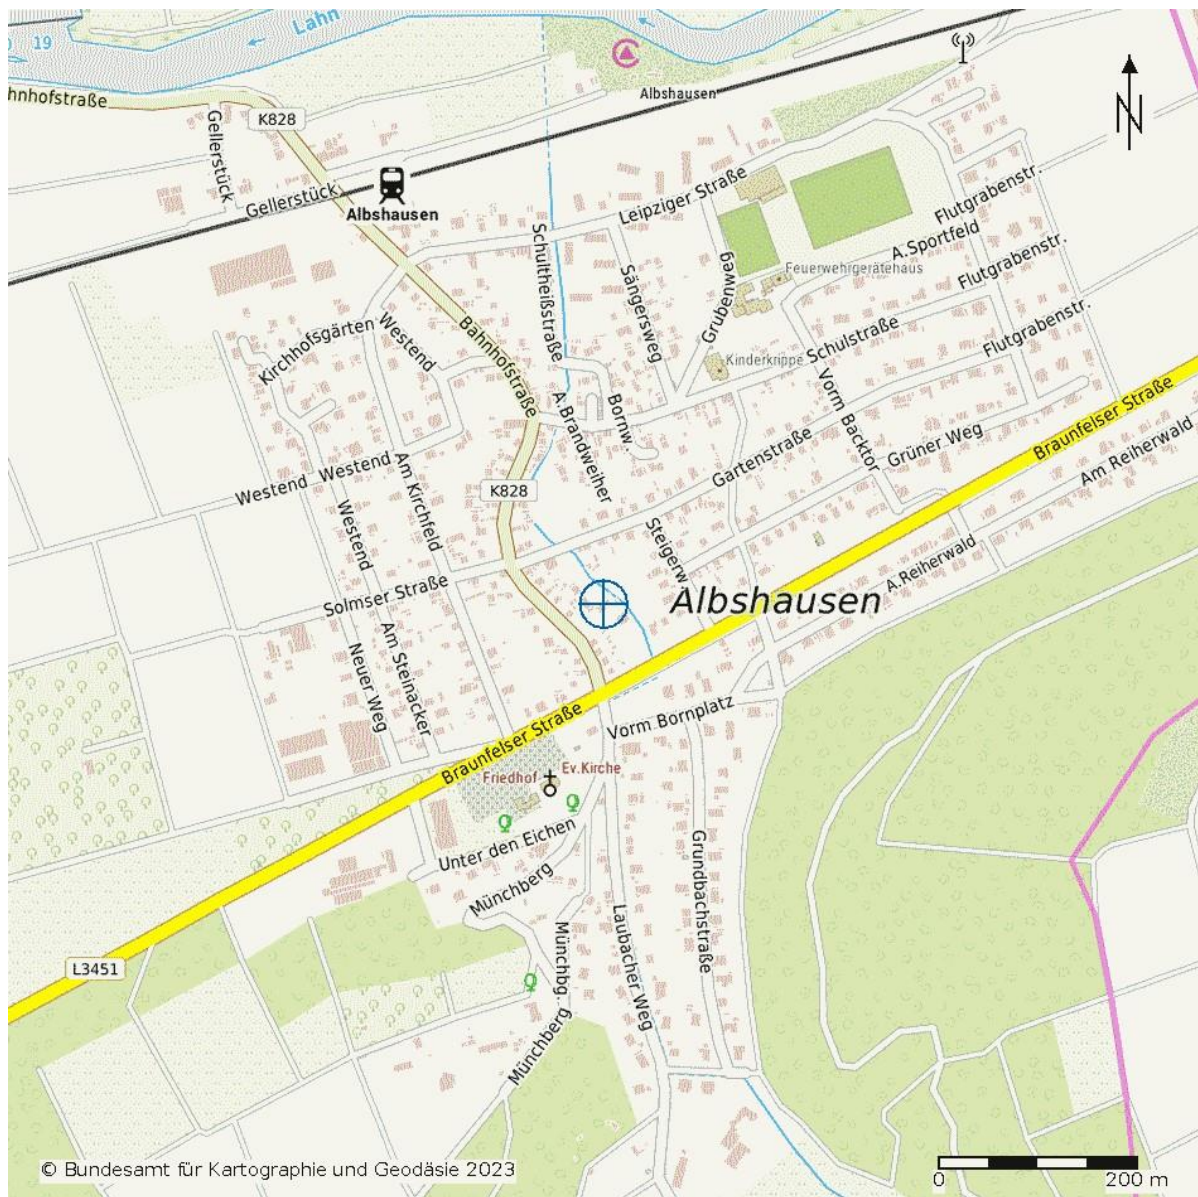 Lahn
19
hnhofstraße
K828
Gellerstück
Albshausen
N
Gellerstück
Albshausen
Leipziger Straße
Flutgrabenstr.
A.Sportfeld
Schultheißstraße
Sängersweg
Grubenweg
Feuerwehrgerätehaus
Flutgrabenstr.
Kirchhofsgärten
Westend
Bahnhofstraße
Schulstraße
Flutgrabenstr.
Kinderkrippe
A.Brandweiher
Bornw.
Vorm Backtor
Braunfelser Straße
Gartenstraße
Grüner Weg
Am Reiherwald
Westend
Westend
Am Kirchfeld
K828
Westend
Steigerw.
A.Reiherwald
Solmser Straße
Albshausen
Neuer Weg
Am Steinacker
Braunfelser Straße
Vorm Bornplatz
Friedhof
Ev.Kirche
Unter den Eichen
Münchberg
Grundbachstraße
Laubacher Weg
Münchbg.
L3451
Münchberg
© Bundesamt für Kartographie und Geodäsie 2023
0
200 m